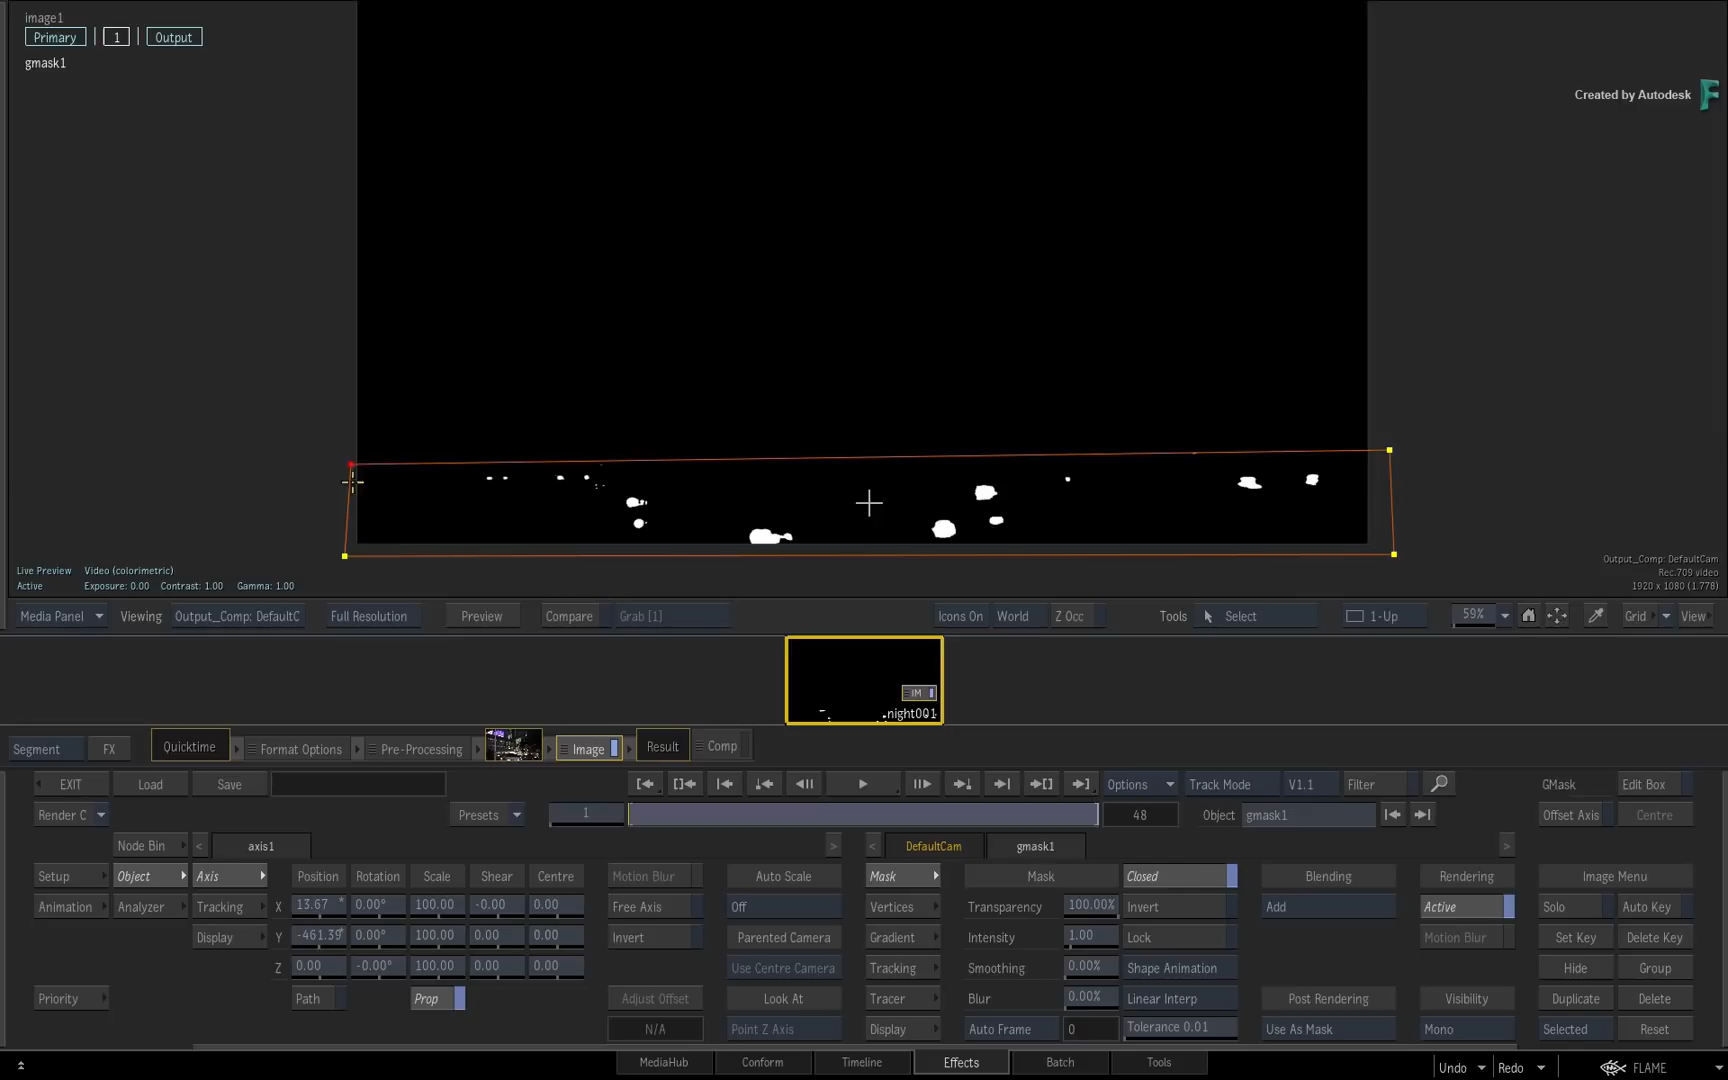 image1
Primary | 1 | Output
gmask1
Created by Autodesk
Live Preview Video (colorimetric)
Active Exposure: 0.00 Contrast: 1.00 Gamma: 1.00
Output_Comp: DefaultCam
Rec.709 video
1920 x 1080 (1.778)
Media Panel Viewing Output_Comp: DefaultC Full Resolution Preview Compare Grab [1] Icons On World Z Occ Tools Select 1-Up 59% Grid View
IM
night001
Segment FX Quicktime Format Options Pre-Processing Image Result Comp
EXIT Load Save Options Track Mode V1.1 Filter GMask Edit Box
Render C Presets 1 48 Object gmask1 Offset Axis Centre
Node Bin < axis1 > < DefaultCam gmask1 >
Setup Object Axis Position Rotation Scale Shear Centre Motion Blur Auto Scale Mask Mask Closed Blending Rendering Image Menu
Animation Analyzer Tracking X 13.67 * 0.00° 100.00 -0.00 0.00 Free Axis Off Vertices Transparency 100.00% Invert Add Active Solo Auto Key
Display Y -461.39* 0.00° 100.00 0.00 0.00 Invert Parented Camera Gradient Intensity 1.00 Lock Motion Blur Set Key Delete Key
Z 0.00 -0.00° 100.00 0.00 0.00 Use Centre Camera Tracking Smoothing 0.00% Shape Animation Hide Group
Priority Path Prop Adjust Offset Look At Tracer Blur 0.00% Linear Interp Post Rendering Visibility Duplicate Delete
N/A Point Z Axis Display Auto Frame 0 Tolerance 0.01 Use As Mask Mono Selected Reset
MediaHub Conform Timeline Effects Batch Tools Undo Redo FLAME